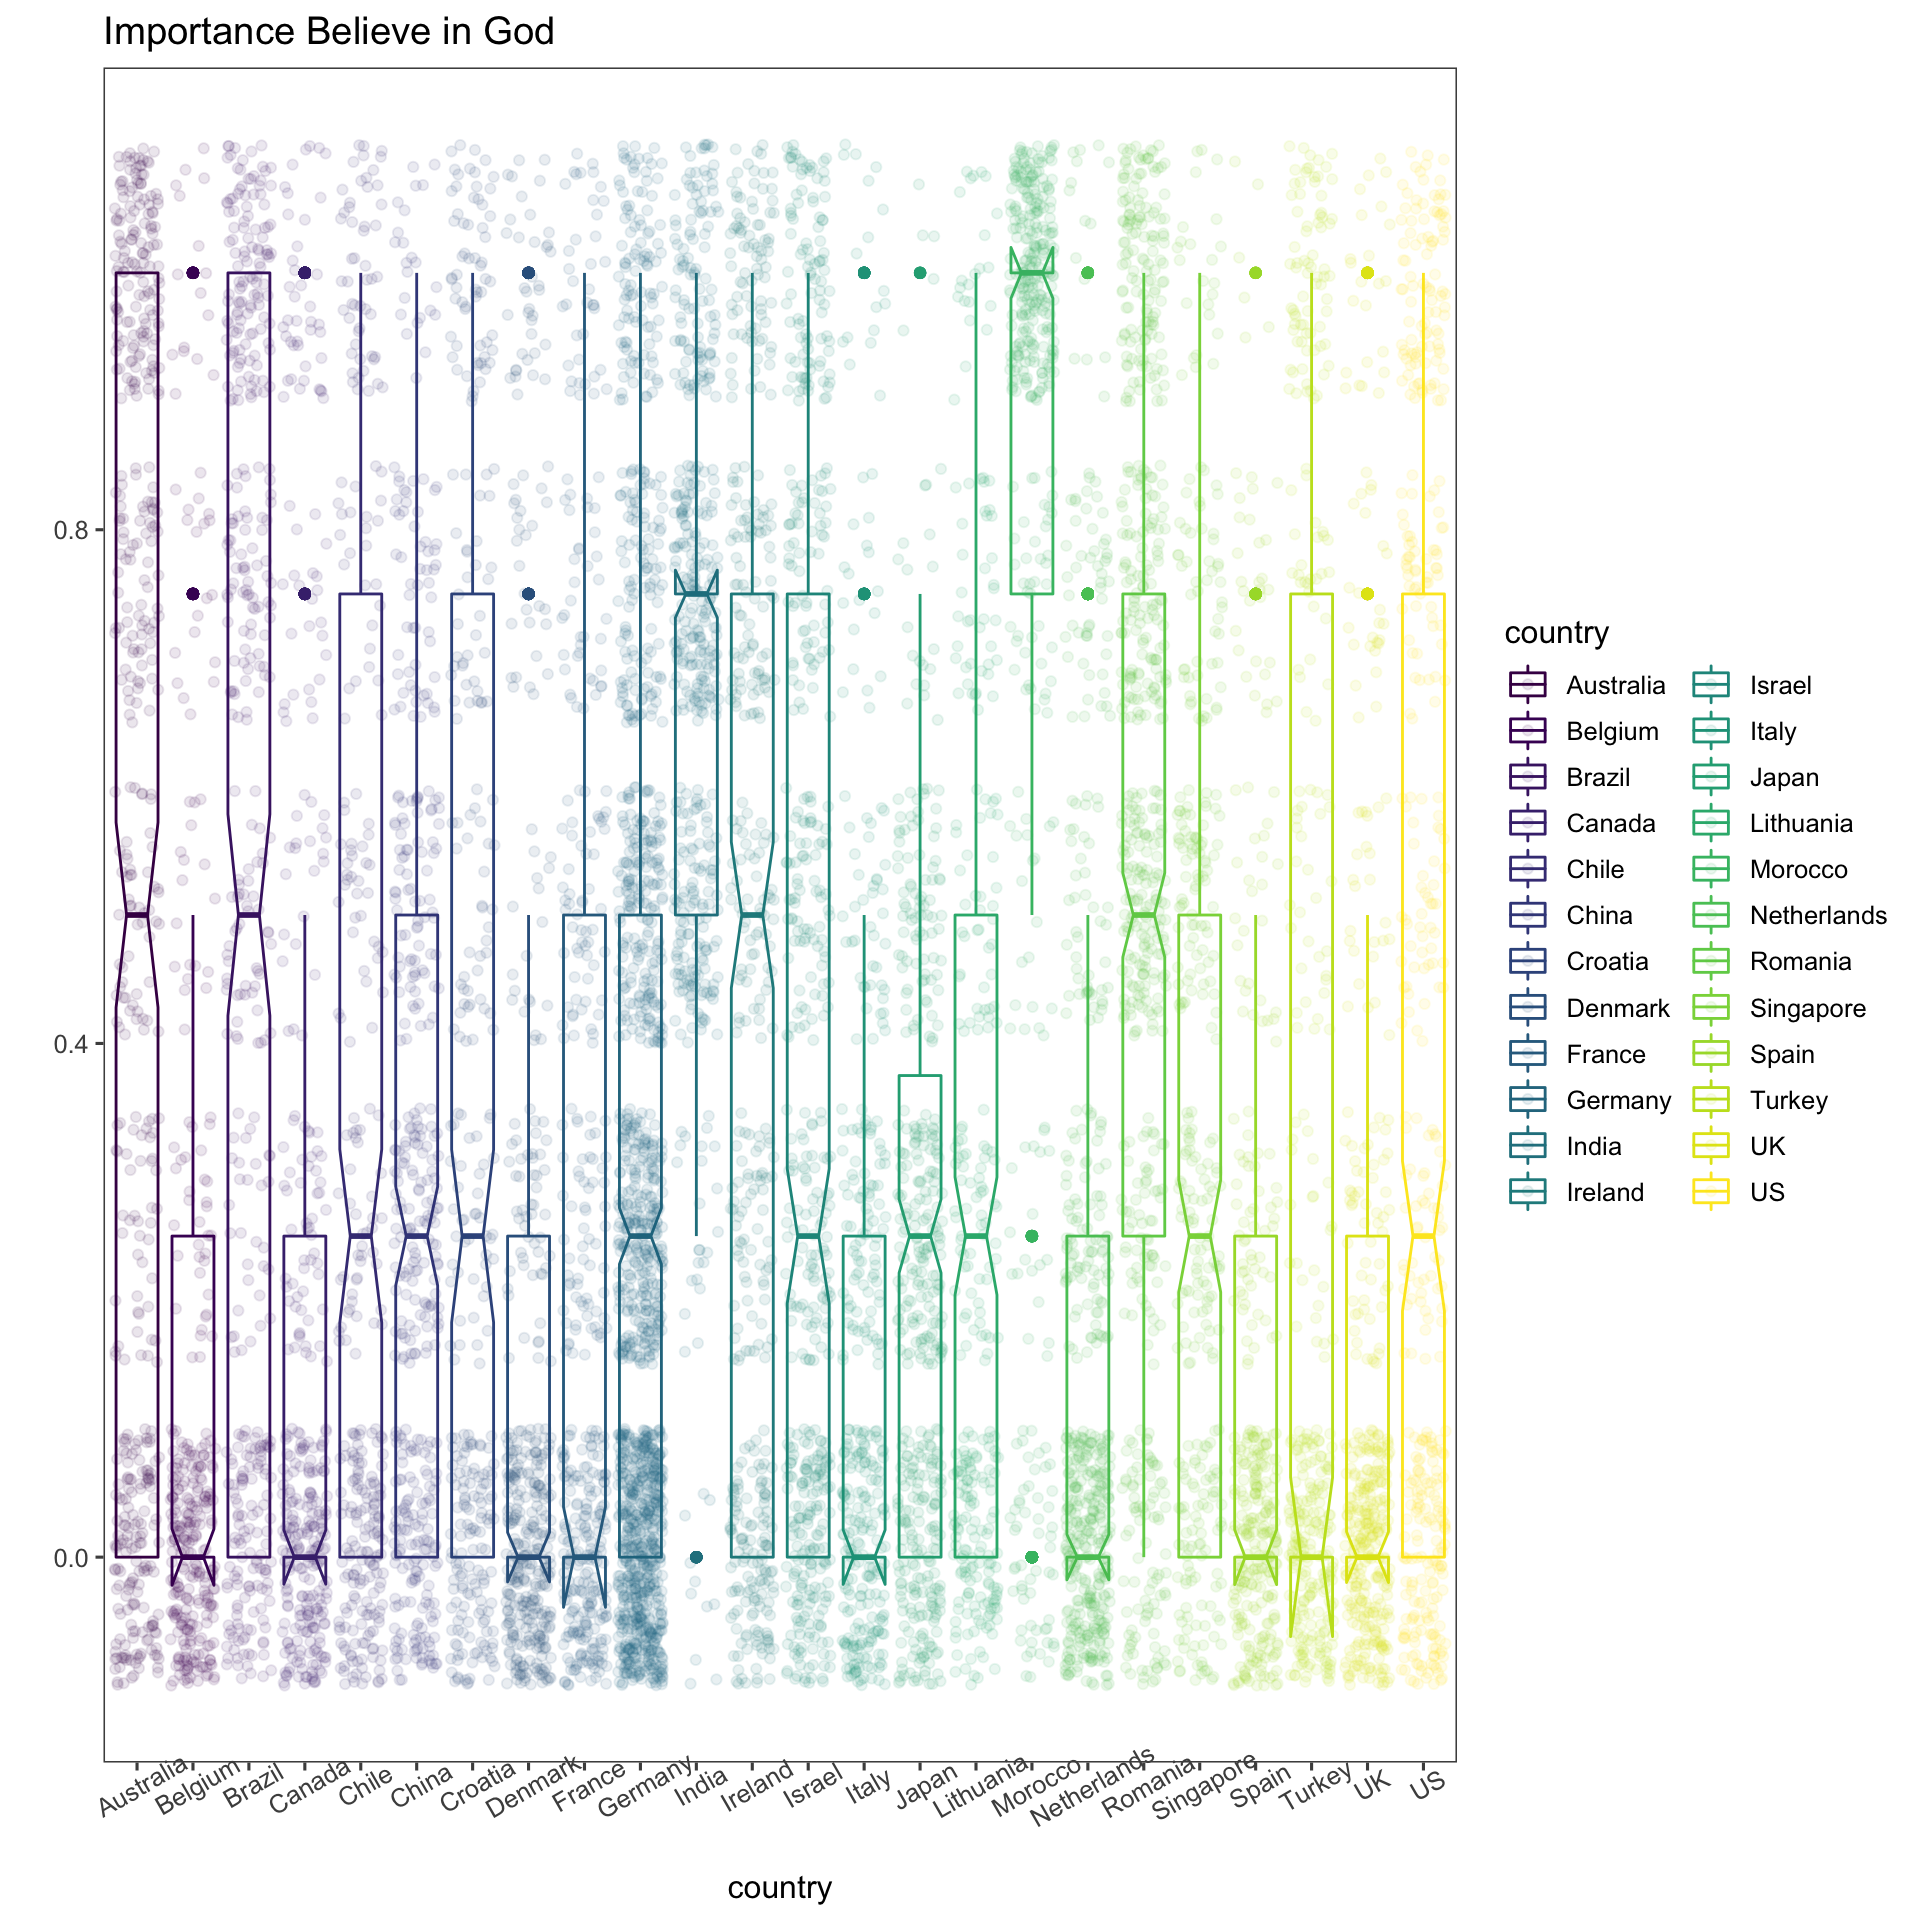 Importance Believe in God
0.8
0.4
0.0
Australia
Belgium
Brazil
Canada
Chile
China
Croatia
Denmark
France
Germany
India
Ireland
Israel
Italy
Japan
Lithuania
Morocco
Netherlands
Romania
Singapore
Spain
Turkey
UK
US
country
country
Australia
Belgium
Brazil
Canada
Chile
China
Croatia
Denmark
France
Germany
India
Ireland
Israel
Italy
Japan
Lithuania
Morocco
Netherlands
Romania
Singapore
Spain
Turkey
UK
US